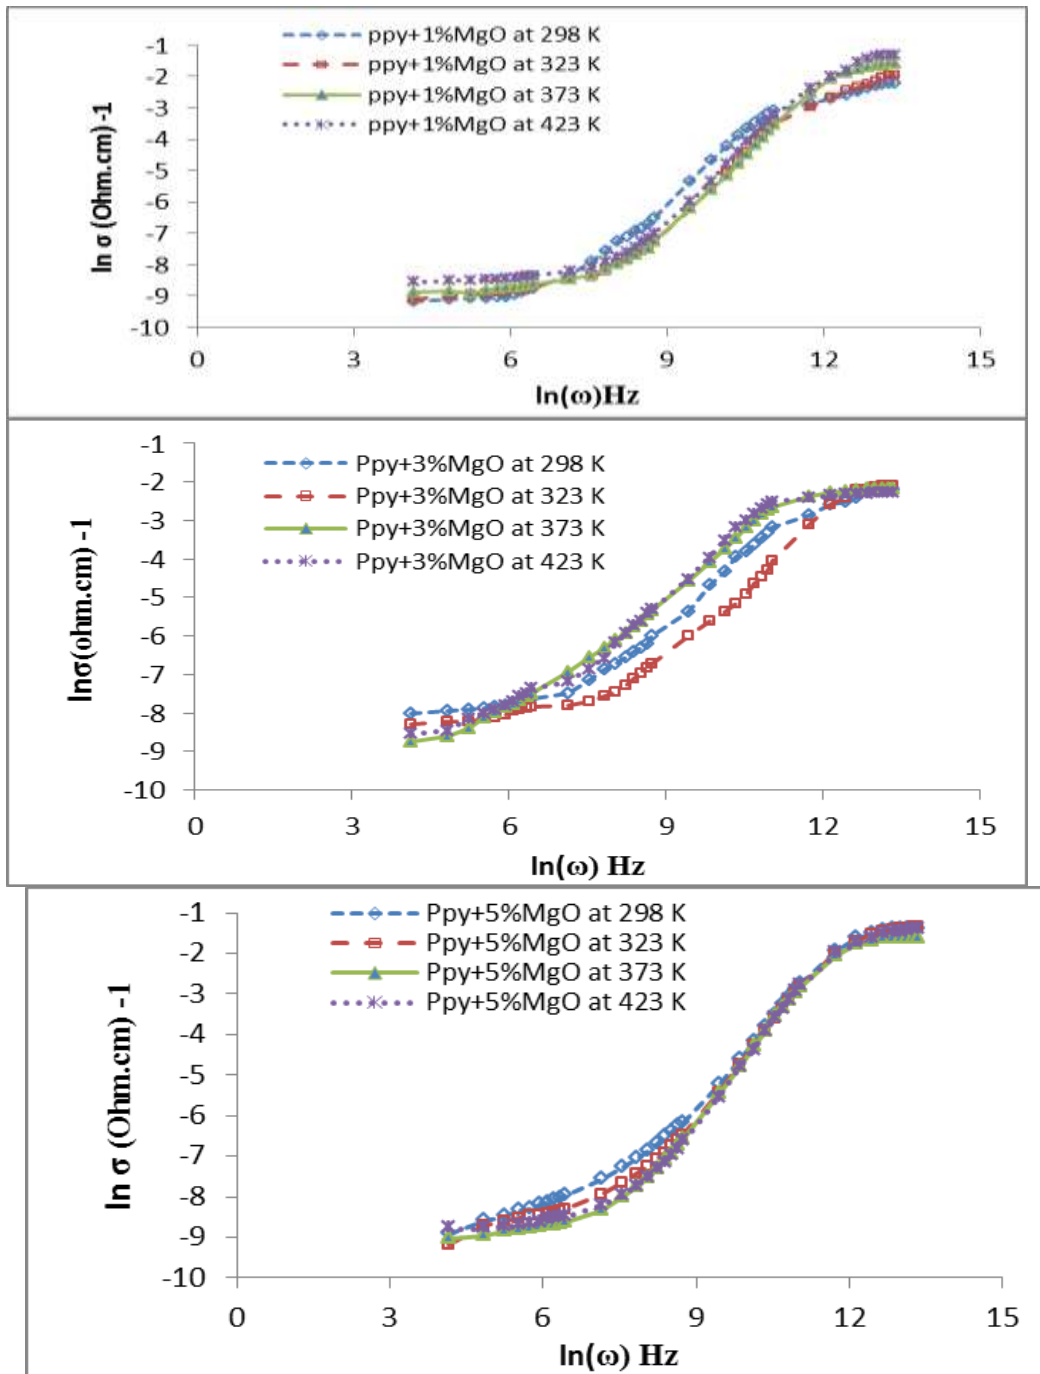 ppy+1%MgO at 298 K
ppy+1%MgO at 323 K
ppy+1%MgO at 373 K
ppy+1%MgO at 423 K
ln σ (Ohm.cm) -1
-1
-2
-3
-4
-5
-6
-7
-8
-9
-10
0 3 6 9 12 15
ln(ω)Hz
Ppy+3%MgO at 298 K
Ppy+3%MgO at 323 K
Ppy+3%MgO at 373 K
Ppy+3%MgO at 423 K
lnσ(ohm.cm) -1
-1
-2
-3
-4
-5
-6
-7
-8
-9
-10
0 3 6 9 12 15
ln(ω) Hz
Ppy+5%MgO at 298 K
Ppy+5%MgO at 323 K
Ppy+5%MgO at 373 K
Ppy+5%MgO at 423 K
ln σ (Ohm.cm) -1
-1
-2
-3
-4
-5
-6
-7
-8
-9
-10
0 3 6 9 12 15
ln(ω) Hz